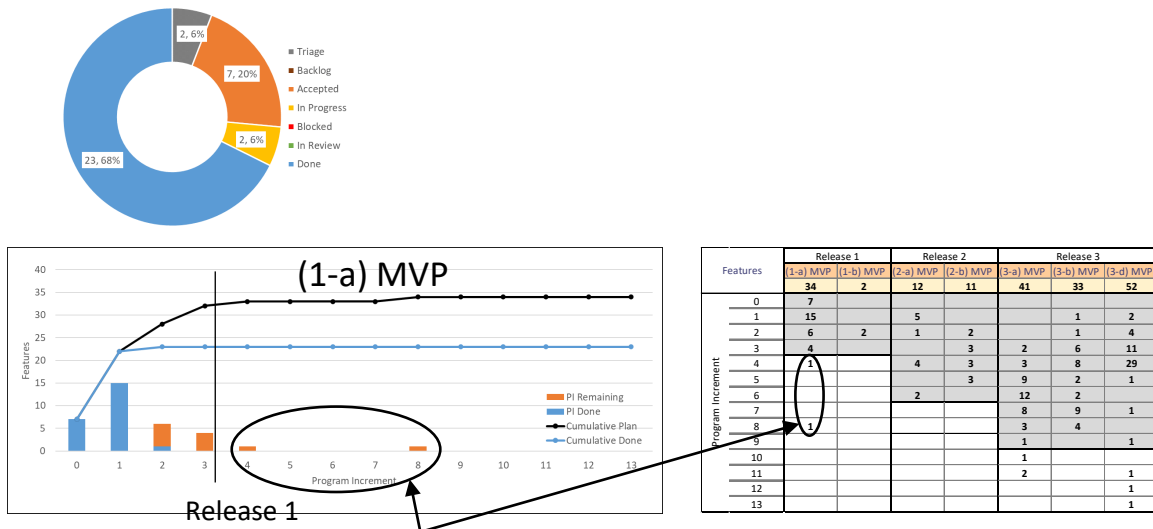 2, 6%
7, 20%
2, 6%
23, 68%
Triage
Backlog
Accepted
In Progress
Blocked
In Review
Done
(1-a) MVP
40
35
30
25
20
15
10
5
0
Features
0 1 2 3 4 5 6 7 8 9 10 11 12 13
Program Increment
PI Remaining
PI Done
Cumulative Plan
Cumulative Done
Release 1
Features Release 1 Release 2 Release 3
(1-a) MVP (1-b) MVP (2-a) MVP (2-b) MVP (3-a) MVP (3-b) MVP (3-d) MVP
34 2 12 11 41 33 52
Program Increment
0 7
1 15 5 1 2
2 6 2 1 2 1 4
3 4 3 2 6 11
4 1 4 3 3 8 29
5 3 9 2 1
6 2 12 2
7 8 9 1
8 1 3 4
9 1 1
10 1
11 2 1
12 1
13 1